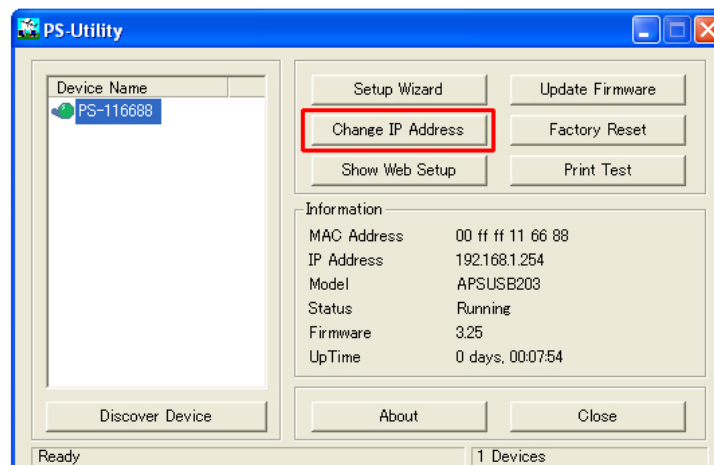 PS-Utility
Device Name
PS-116688
Setup Wizard
Update Firmware
Change IP Address
Factory Reset
Show Web Setup
Print Test
Information
MAC Address 00 ff ff 11 66 88
IP Address 192.168.1.254
Model APSUSB203
Status Running
Firmware 3.25
UpTime 0 days, 00:07:54
Discover Device
About
Close
Ready
1 Devices